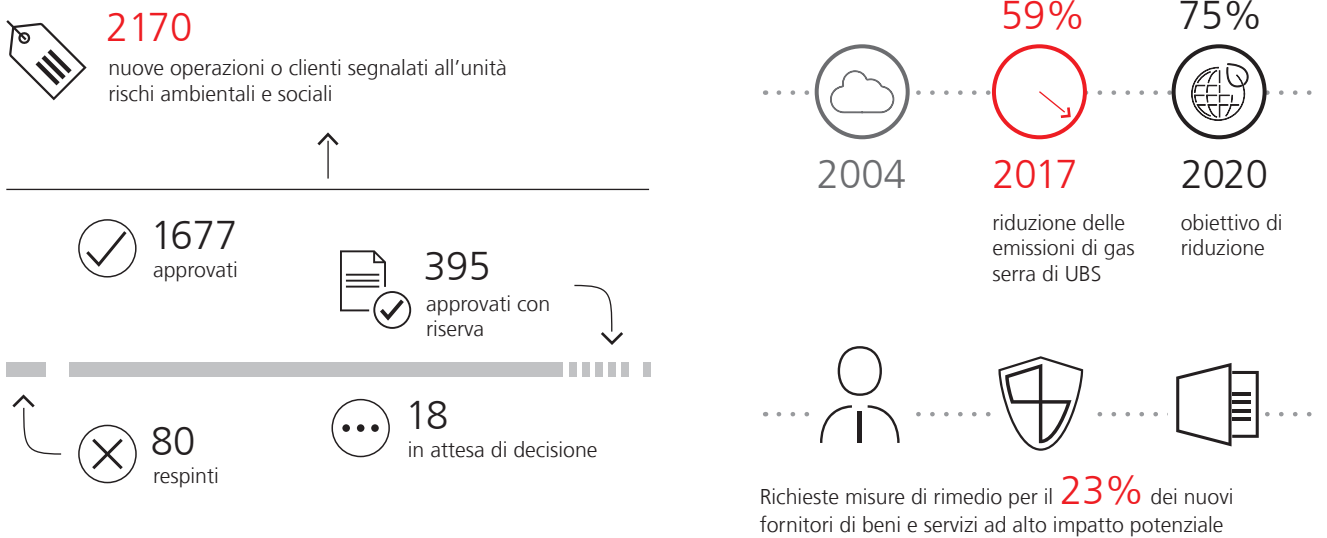 2170
nuove operazioni o clienti segnalati all'unità
rischi ambientali e sociali
1677
approvati
395
approvati con
riserva
80
respinti
18
in attesa di decisione
59%
75%
2004
2017
2020
riduzione delle
emissioni di gas
serra di UBS
obiettivo di
riduzione
Richieste misure di rimedio per il 23% dei nuovi
fornitori di beni e servizi ad alto impatto potenziale